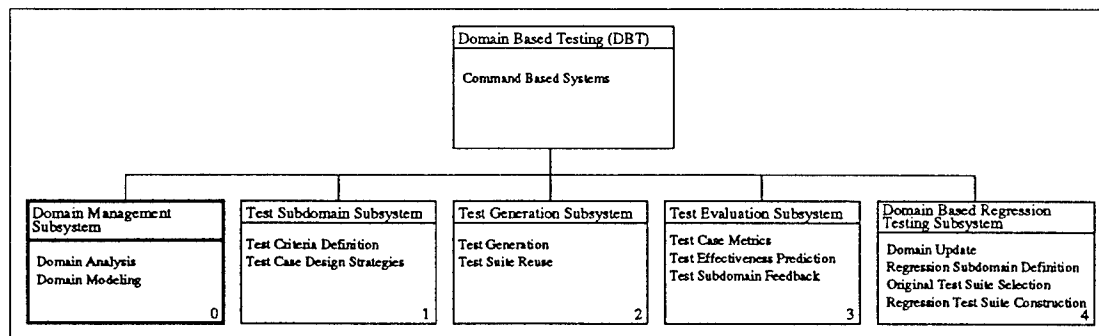 Domain Based Testing (DBT)
Command Based Systems
Domain Management
Subsystem
Domain Analysis
Domain Modeling
0
Test Subdomain Subsystem
Test Criteria Definition
Test Case Design Strategies
1
Test Generation Subsystem
Test Generation
Test Suite Reuse
2
Test Evaluation Subsystem
Test Case Metrics
Test Effectiveness Prediction
Test Subdomain Feedback
3
Domain Based Regression
Testing Subsystem
Domain Update
Regression Subdomain Definition
Original Test Suite Selection
Regression Test Suite Construction
4